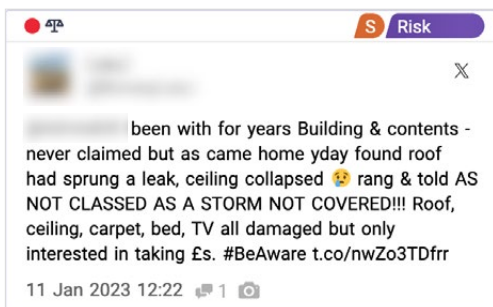 S Risk
X
been with for years Building & contents -
never claimed but as came home yday found roof
had sprung a leak, ceiling collapsed 😢 rang & told AS
NOT CLASSED AS A STORM NOT COVERED!!! Roof,
ceiling, carpet, bed, TV all damaged but only
interested in taking £s. #BeAware t.co/nwZo3TDfrr
11 Jan 2023 12:22 1